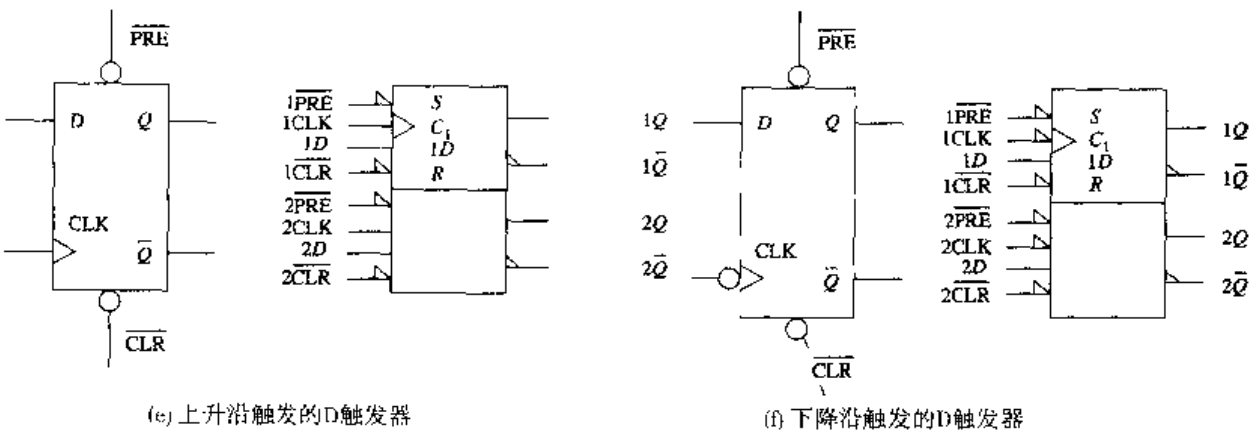 PRE
D Q
CLK
Q̅
CLR
1PRE S
1CLK C₁
1D 1D
1CLR R
2PRE
2CLK
2D
2CLR
1Q
1Q̅
2Q
2Q̅
PRE
D Q
CLK
Q̅
CLR
1PRE S
1CLK C₁
1D 1D
1CLR R
2PRE
2CLK
2D
2CLR
1Q
1Q̅
2Q
2Q̅
(e) 上升沿触发的D触发器
(f) 下降沿触发的D触发器